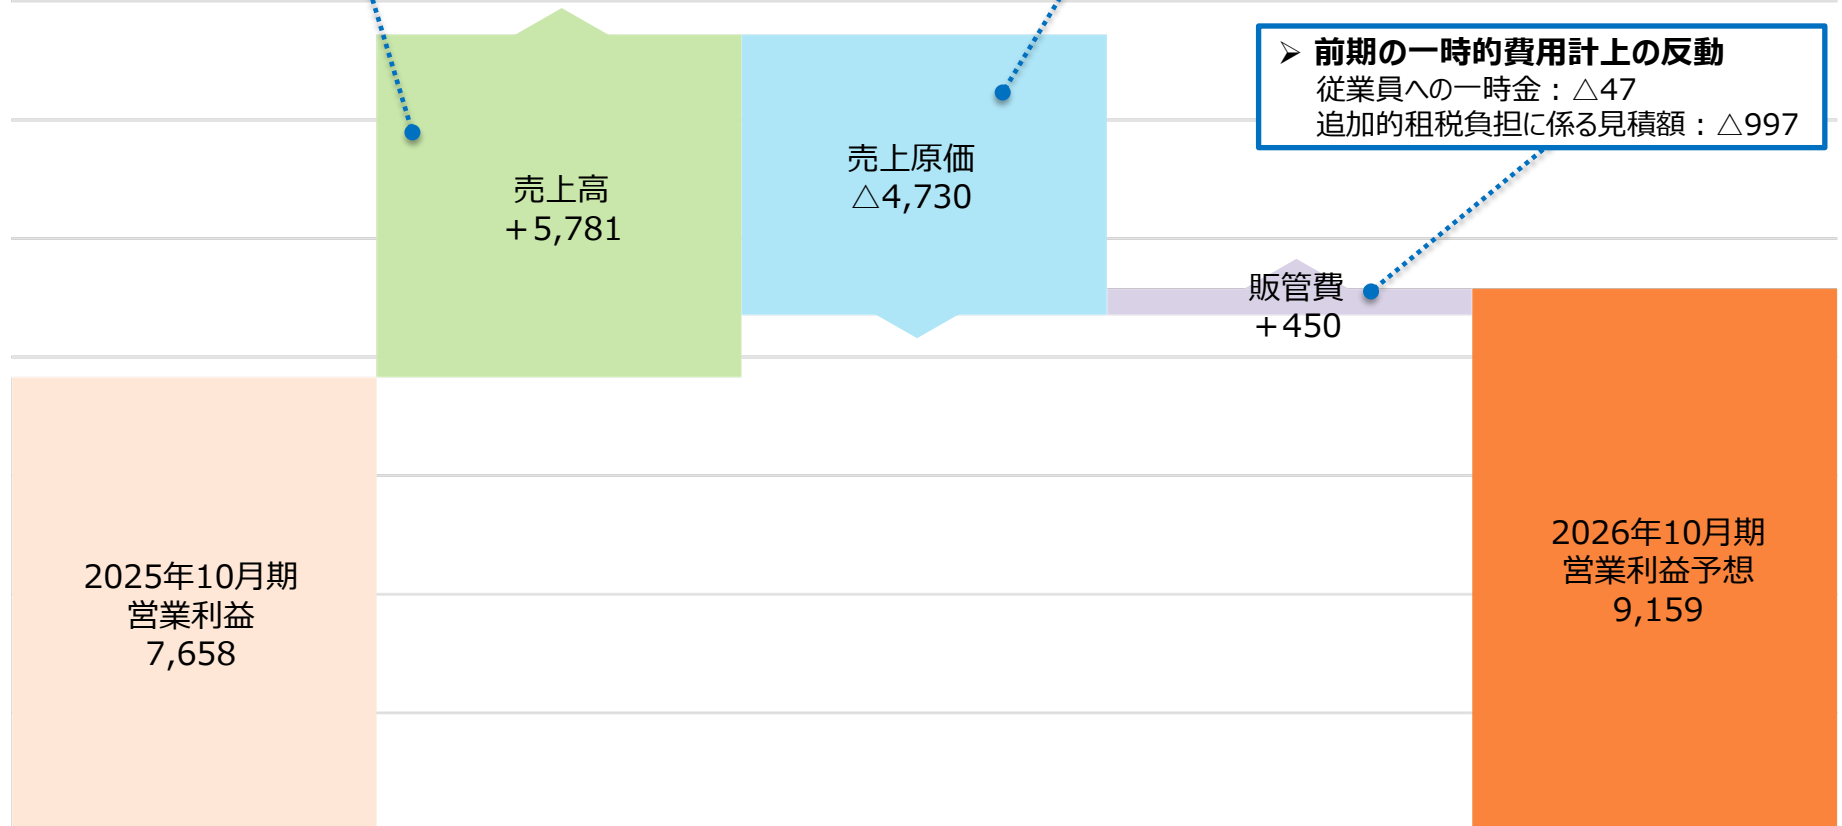 ➢ 前期の一時的費用計上の反動
従業員への一時金：△47
追加的租税負担に係る見積額：△997
売上高
＋5,781
売上原価
△4,730
販管費
＋450
2025年10月期
営業利益
7,658
2026年10月期
営業利益予想
9,159